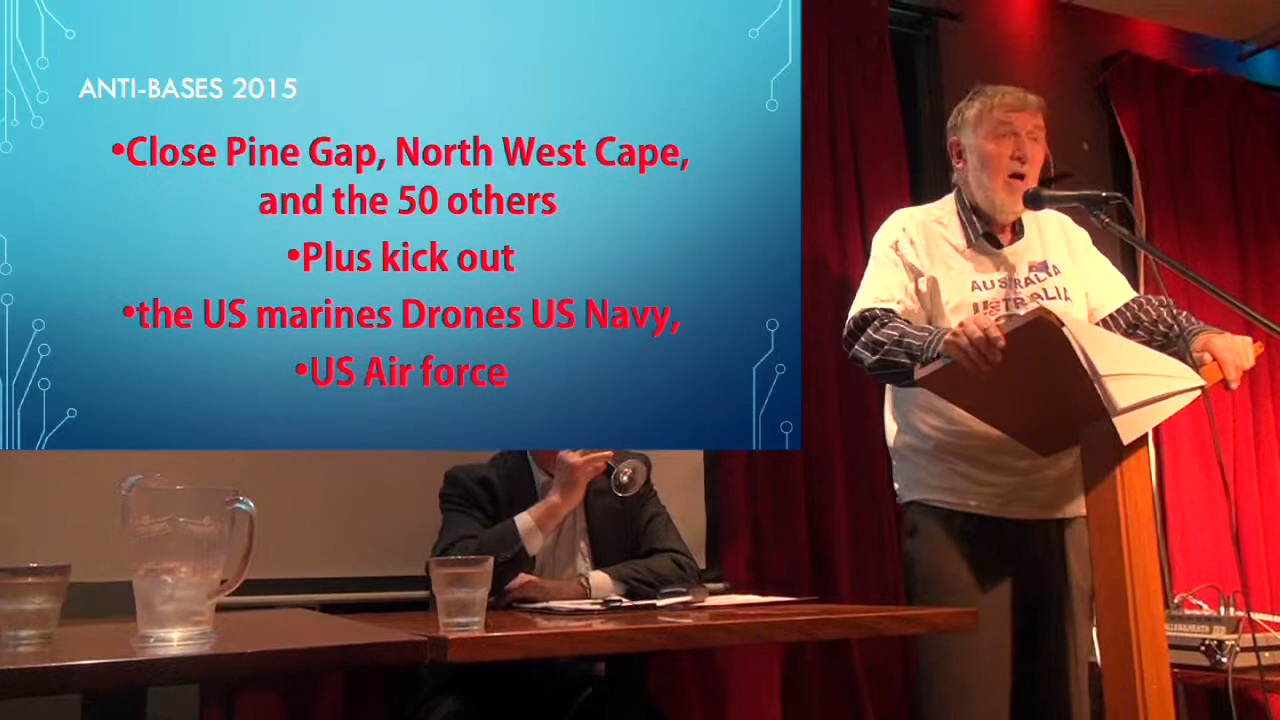 ANTI-BASES 2015
•Close Pine Gap, North West Cape,
and the 50 others
•Plus kick out
•the US marines Drones US Navy,
•US Air force
AUSTRALIA